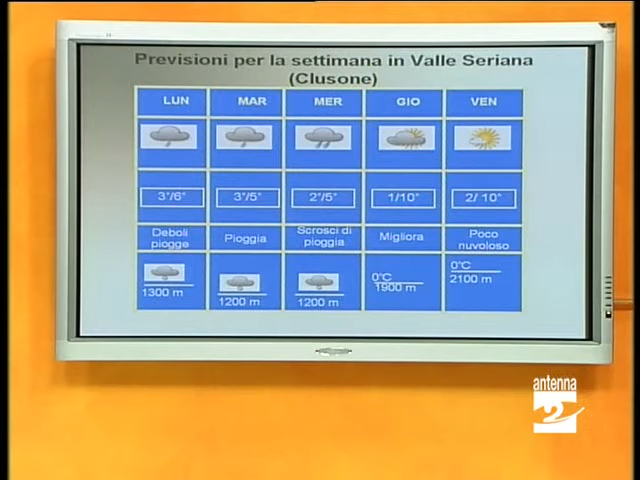 Previsioni per la settimana in Valle Seriana
(Clusone)
LUN MAR MER GIO VEN
3°/6° 3°/5° 2°/5° 1/10° 2/ 10°
Deboli
piogge
Pioggia
Scrosci di
pioggia
Migliora
Poco
nuvoloso
1300 m
1200 m
1200 m
0°C
1900 m
0°C
2100 m
antenna
2